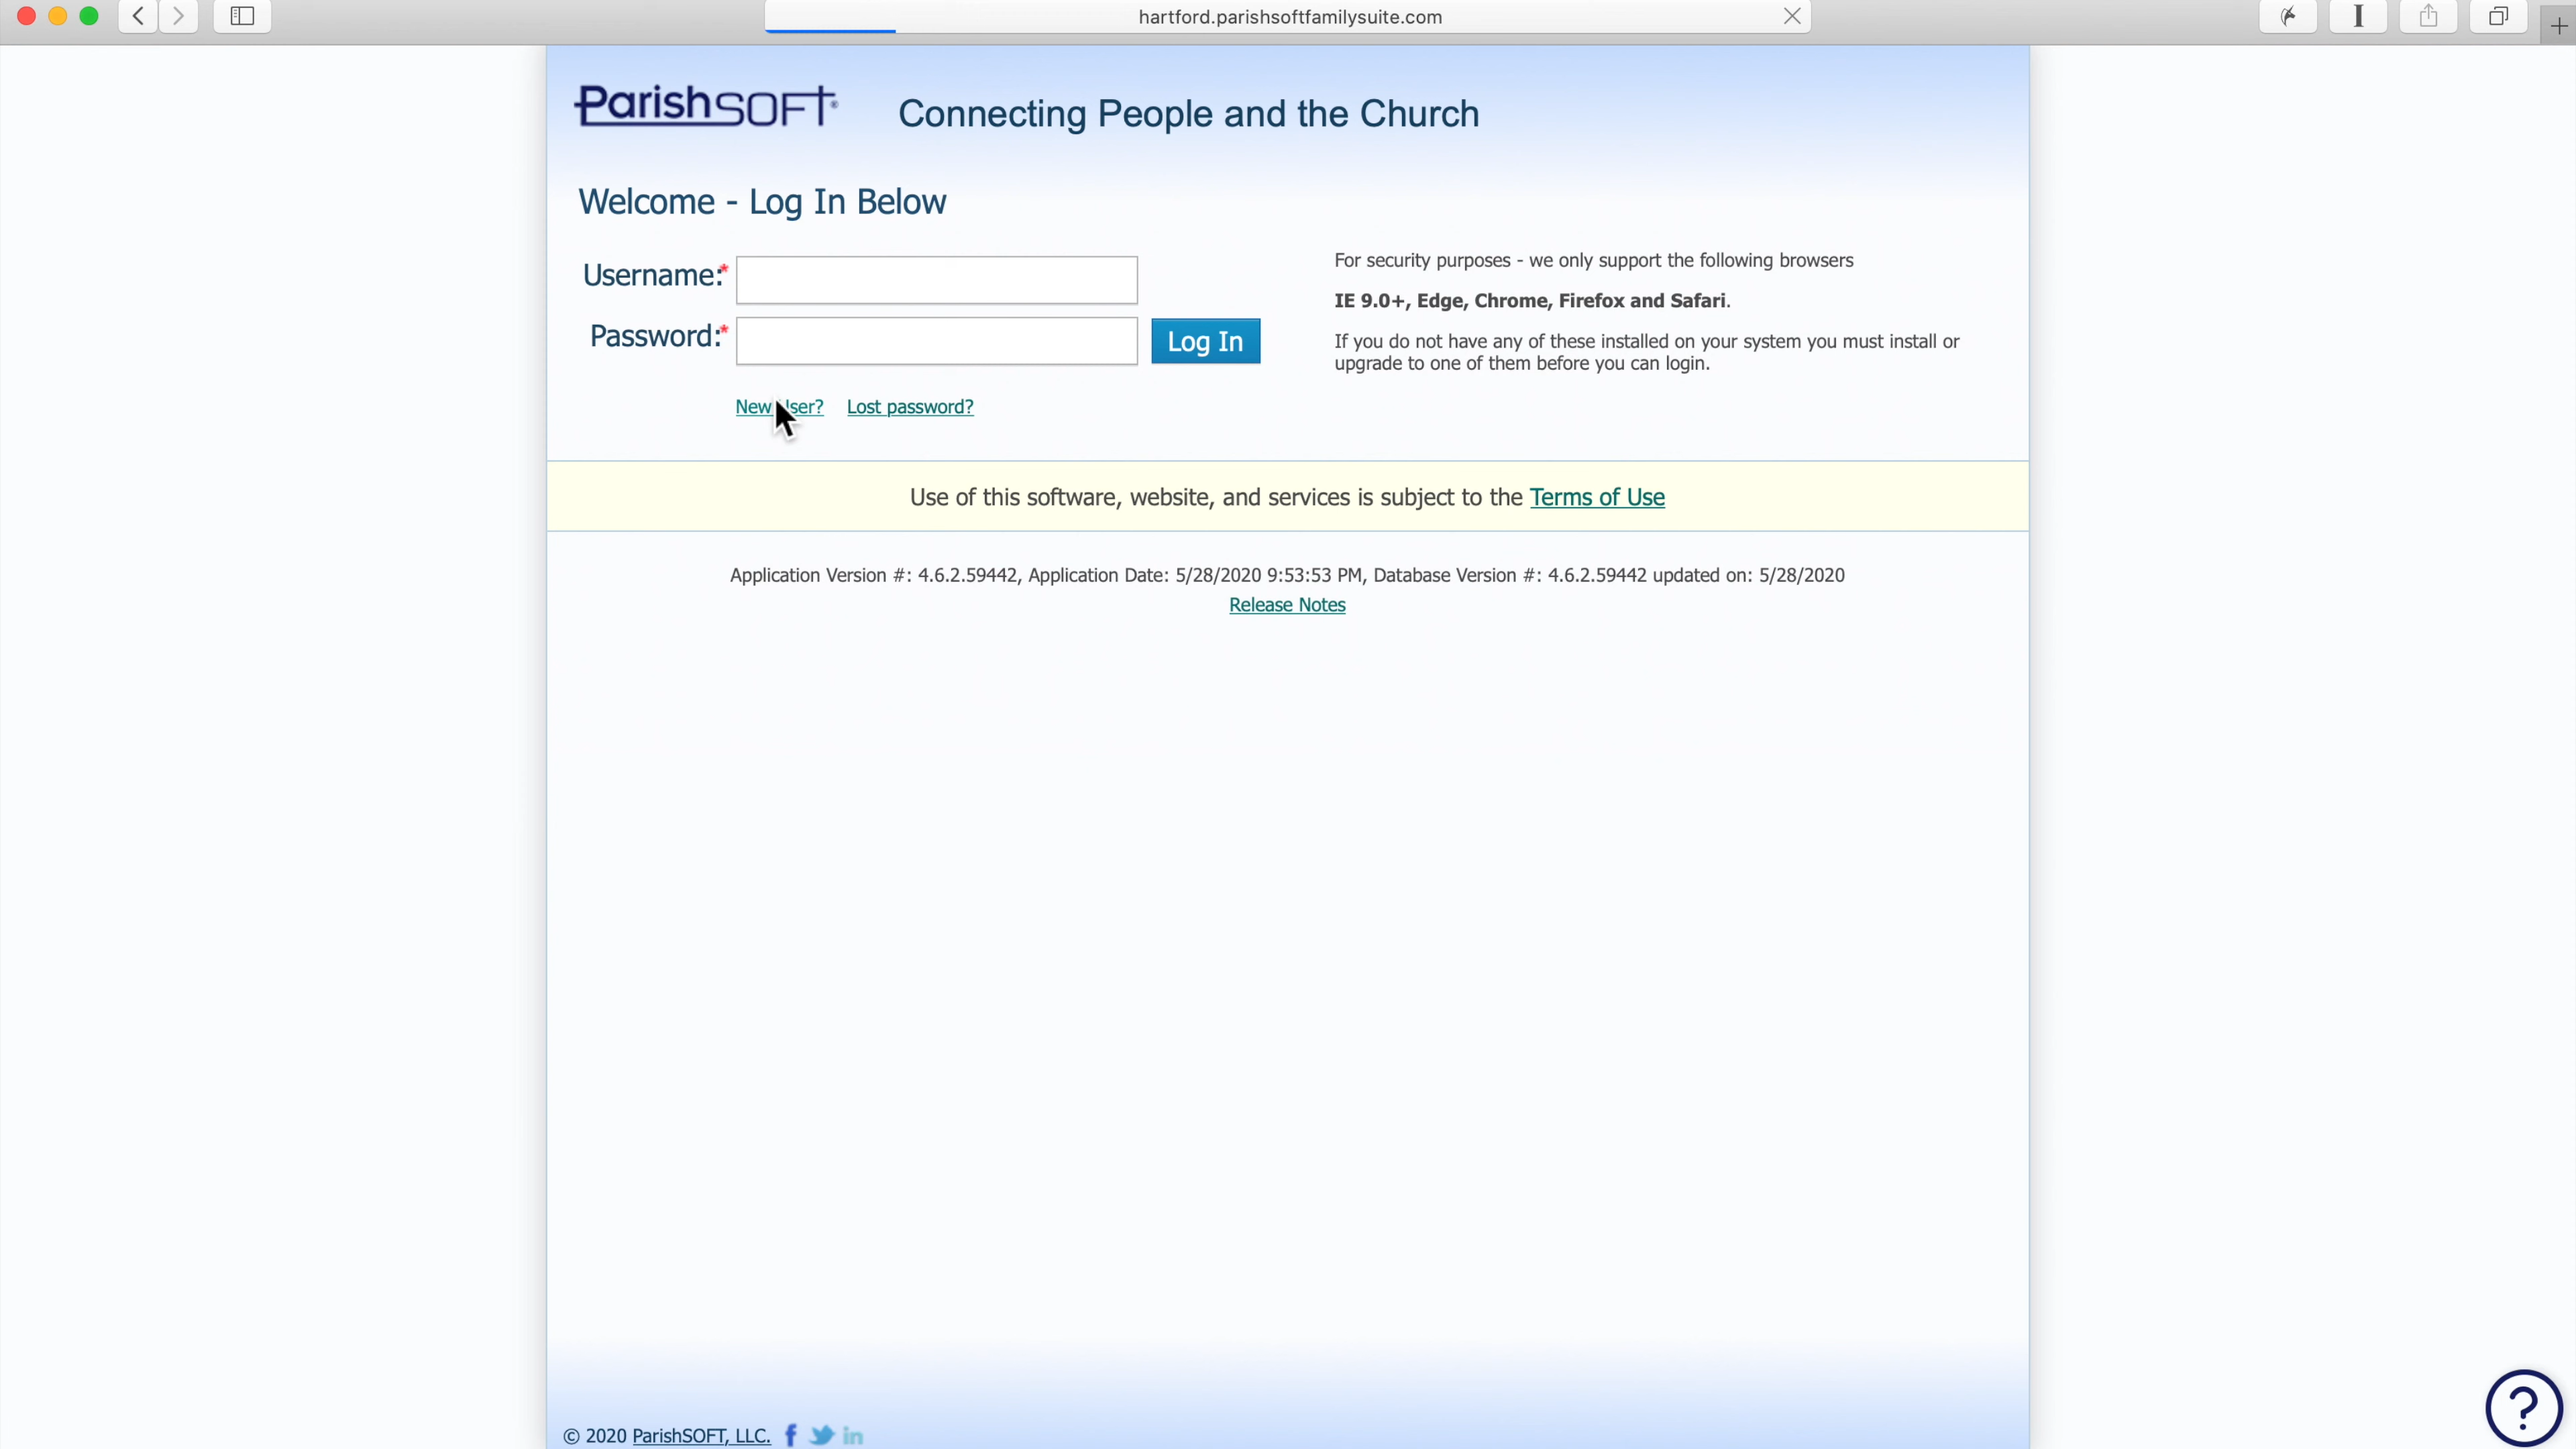 hartford.parishsoftfamilysuite.com
ParishSOFT® Connecting People and the Church
Welcome - Log In Below
Username:*
Password:*
Log In
New User? Lost password?
For security purposes - we only support the following browsers
IE 9.0+, Edge, Chrome, Firefox and Safari.
If you do not have any of these installed on your system you must install or
upgrade to one of them before you can login.
Use of this software, website, and services is subject to the Terms of Use
Application Version #: 4.6.2.59442, Application Date: 5/28/2020 9:53:53 PM, Database Version #: 4.6.2.59442 updated on: 5/28/2020
Release Notes
© 2020 ParishSOFT, LLC. f in
?